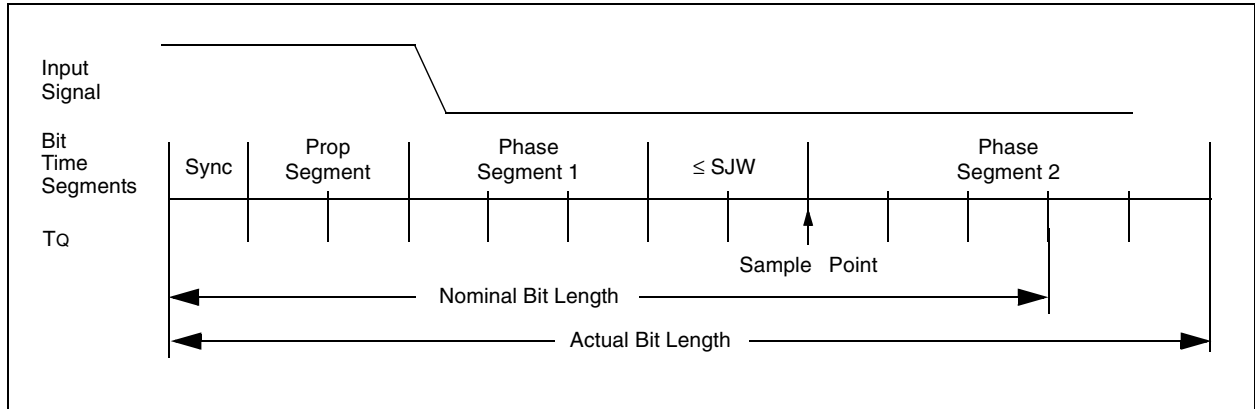 Input
Signal
Bit
Time
Segments
Sync
Prop
Segment
Phase
Segment 1
≤ SJW
Phase
Segment 2
TQ
Sample Point
Nominal Bit Length
Actual Bit Length